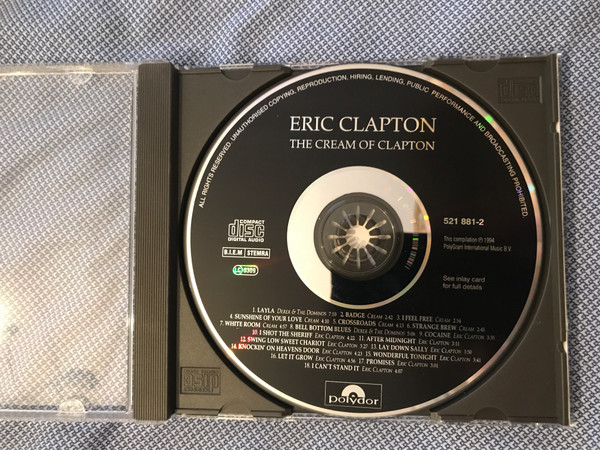 ALL RIGHTS RESERVED. UNAUTHORISED COPYING, REPRODUCTION, HIRING, LENDING, PUBLIC PERFORMANCE AND BROADCASTING PROHIBITED.
ERIC CLAPTON
THE CREAM OF CLAPTON
COMPACT
disc
DIGITAL AUDIO
B.I.E.M STEMRA
LC 0309
521 881-2
This compilation ℗ 1994
PolyGram International Music B.V.
See inlay card
for full details
1. LAYLA DEREK & THE DOMINOS 7:10 2. BADGE CREAM 2:42 3. I FEEL FREE CREAM 2:54
4. SUNSHINE OF YOUR LOVE CREAM 4:10 5. CROSSROADS CREAM 4:13 6. STRANGE BREW CREAM 2:46
7. WHITE ROOM CREAM 4:57 8. BELL BOTTOM BLUES DEREK & THE DOMINOS 5:06 9. COCAINE ERIC CLAPTON 3:30
10. I SHOT THE SHERIFF ERIC CLAPTON 4:22 11. AFTER MIDNIGHT ERIC CLAPTON 3:11
12. SWING LOW SWEET CHARIOT ERIC CLAPTON 3:27 13. LAY DOWN SALLY ERIC CLAPTON 3:50
14. KNOCKIN' ON HEAVENS DOOR ERIC CLAPTON 4:23 15. WONDERFUL TONIGHT ERIC CLAPTON 3:41
16. LET IT GROW ERIC CLAPTON 4:56 17. PROMISES ERIC CLAPTON 3:01
18. I CAN'T STAND IT ERIC CLAPTON 4:07
polydor